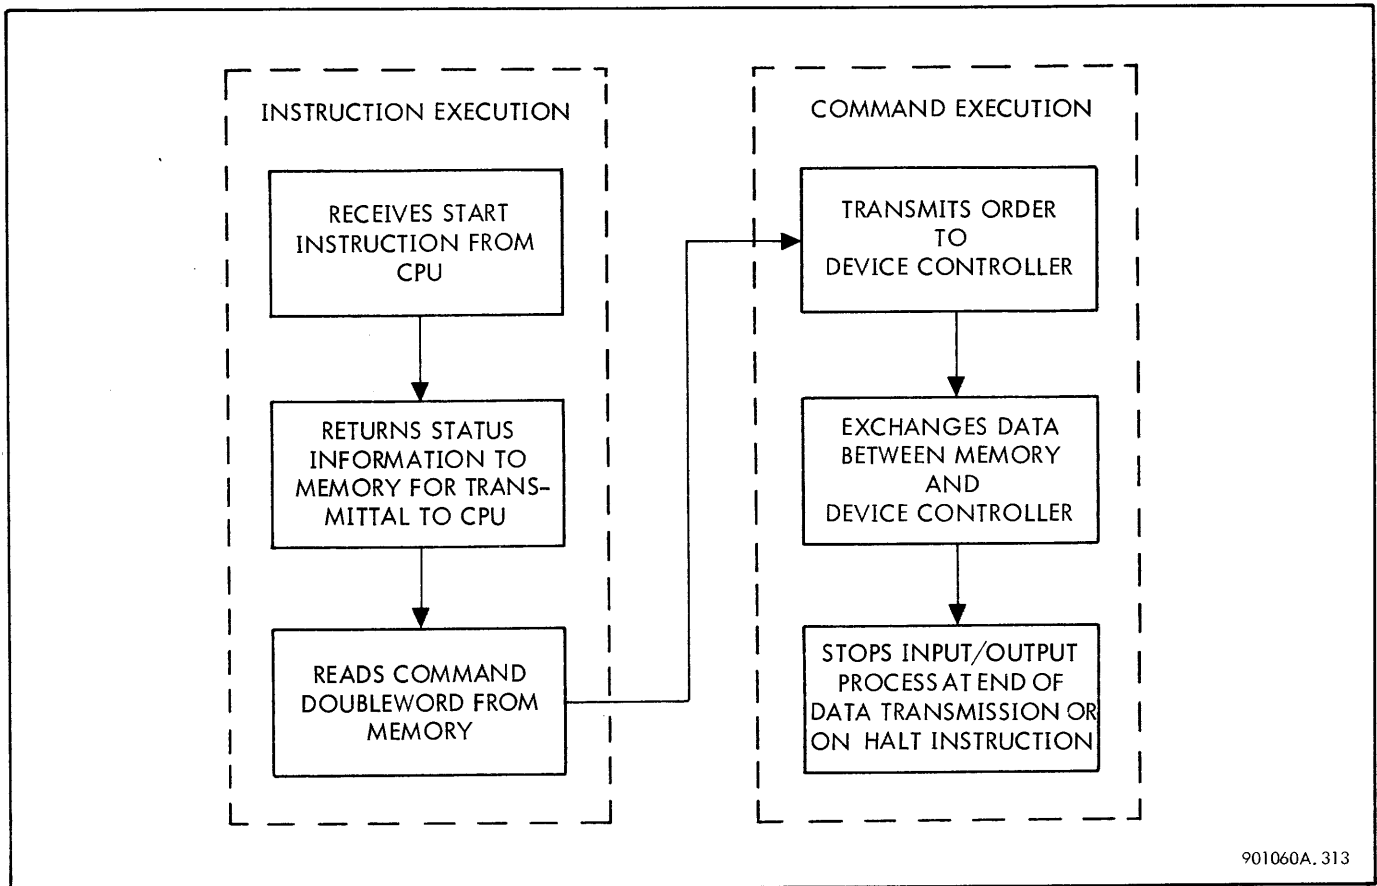 INSTRUCTION EXECUTION
RECEIVES START
INSTRUCTION FROM
CPU
RETURNS STATUS
INFORMATION TO
MEMORY FOR TRANS-
MITTAL TO CPU
READS COMMAND
DOUBLEWORD FROM
MEMORY
COMMAND EXECUTION
TRANSMITS ORDER
TO
DEVICE CONTROLLER
EXCHANGES DATA
BETWEEN MEMORY
AND
DEVICE CONTROLLER
STOPS INPUT/OUTPUT
PROCESS AT END OF
DATA TRANSMISSION OR
ON HALT INSTRUCTION
901060A. 313